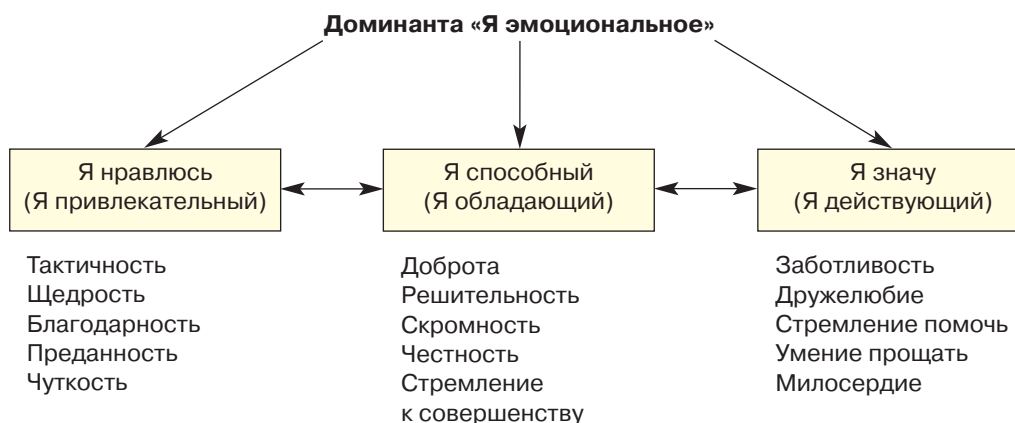 Доминанта «Я эмоциональное»
Я нравлюсь
(Я привлекательный)
Я способный
(Я обладающий)
Я значу
(Я действующий)
Тактичность
Щедрость
Благодарность
Преданность
Чуткость
Доброта
Решительность
Скромность
Честность
Стремление
к совершенству
Заботливость
Дружелюбие
Стремление помочь
Умение прощать
Милосердие